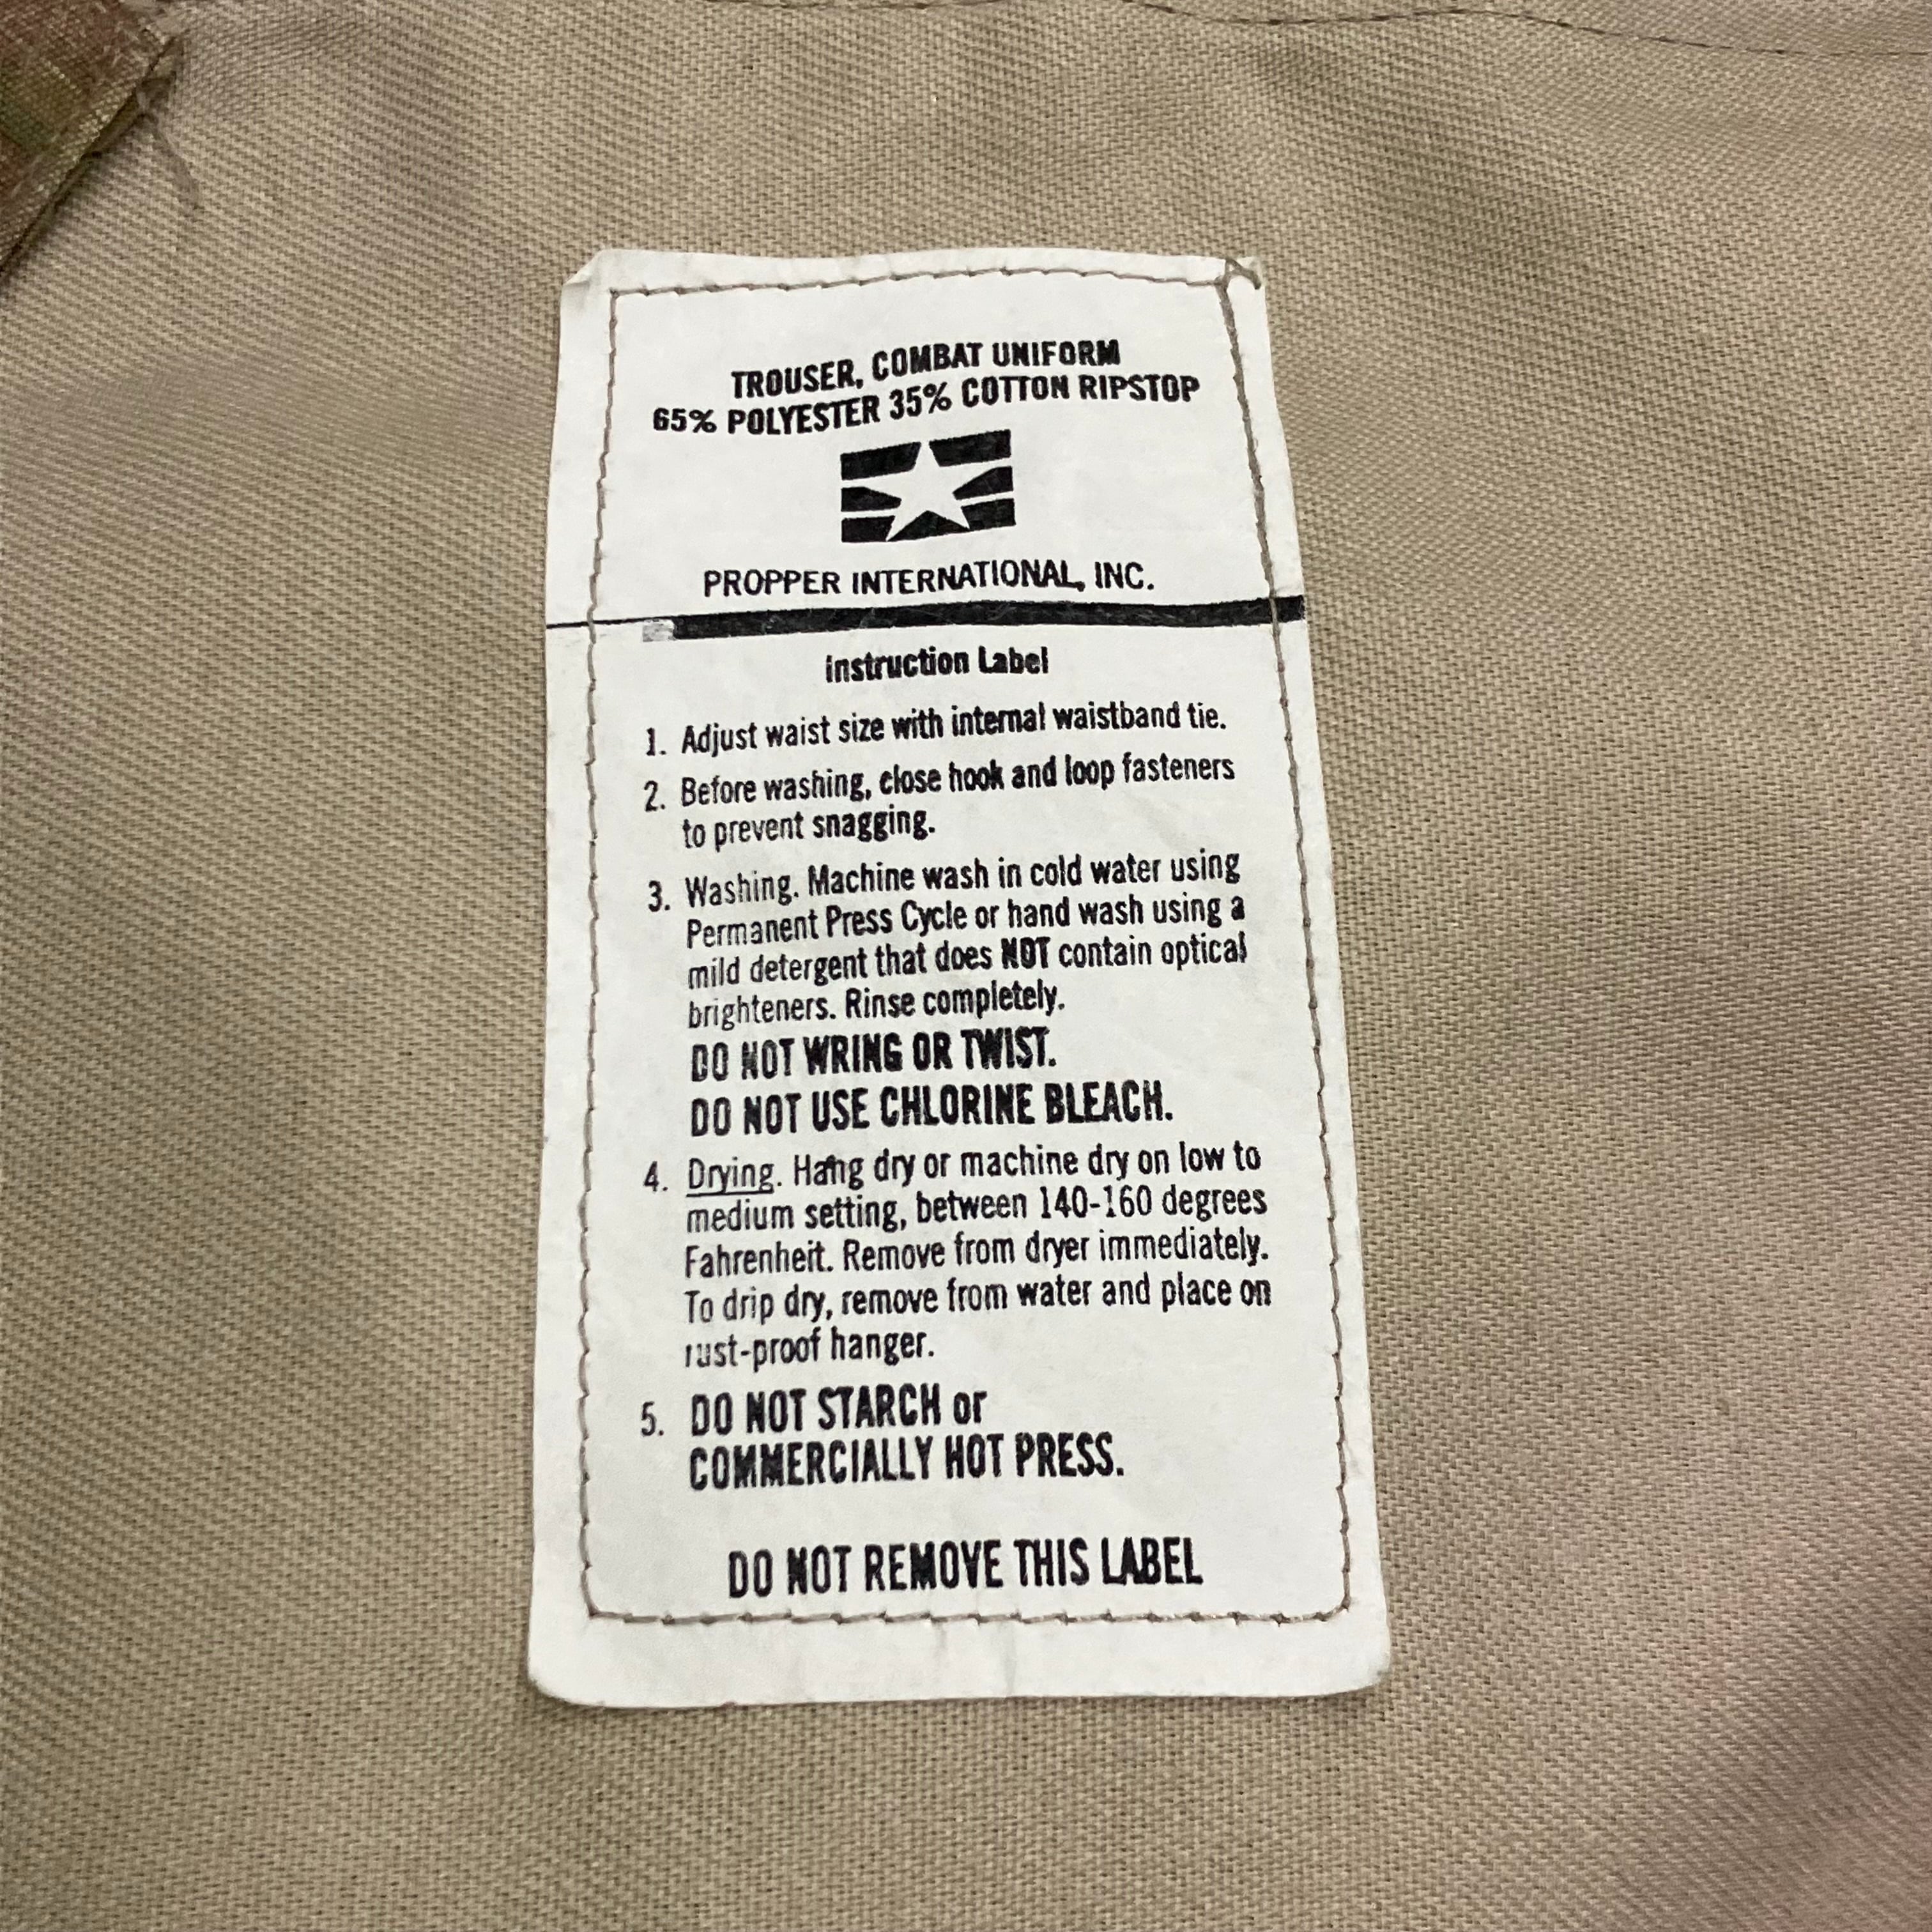 TROUSER, COMBAT UNIFORM
65% POLYESTER 35% COTTON RIPSTOP
PROPPER INTERNATIONAL, INC.
Instruction Label
1. Adjust waist size with internal waistband tie.
2. Before washing, close hook and loop fasteners
to prevent snagging.
3. Washing. Machine wash in cold water using
Permanent Press Cycle or hand wash using a
mild detergent that does NOT contain optical
brighteners. Rinse completely.
DO NOT WRING OR TWIST.
DO NOT USE CHLORINE BLEACH.
4. Drying. Hang dry or machine dry on low to
medium setting, between 140-160 degrees
Fahrenheit. Remove from dryer immediately.
To drip dry, remove from water and place on
rust-proof hanger.
5. DO NOT STARCH or
COMMERCIALLY HOT PRESS.
DO NOT REMOVE THIS LABEL